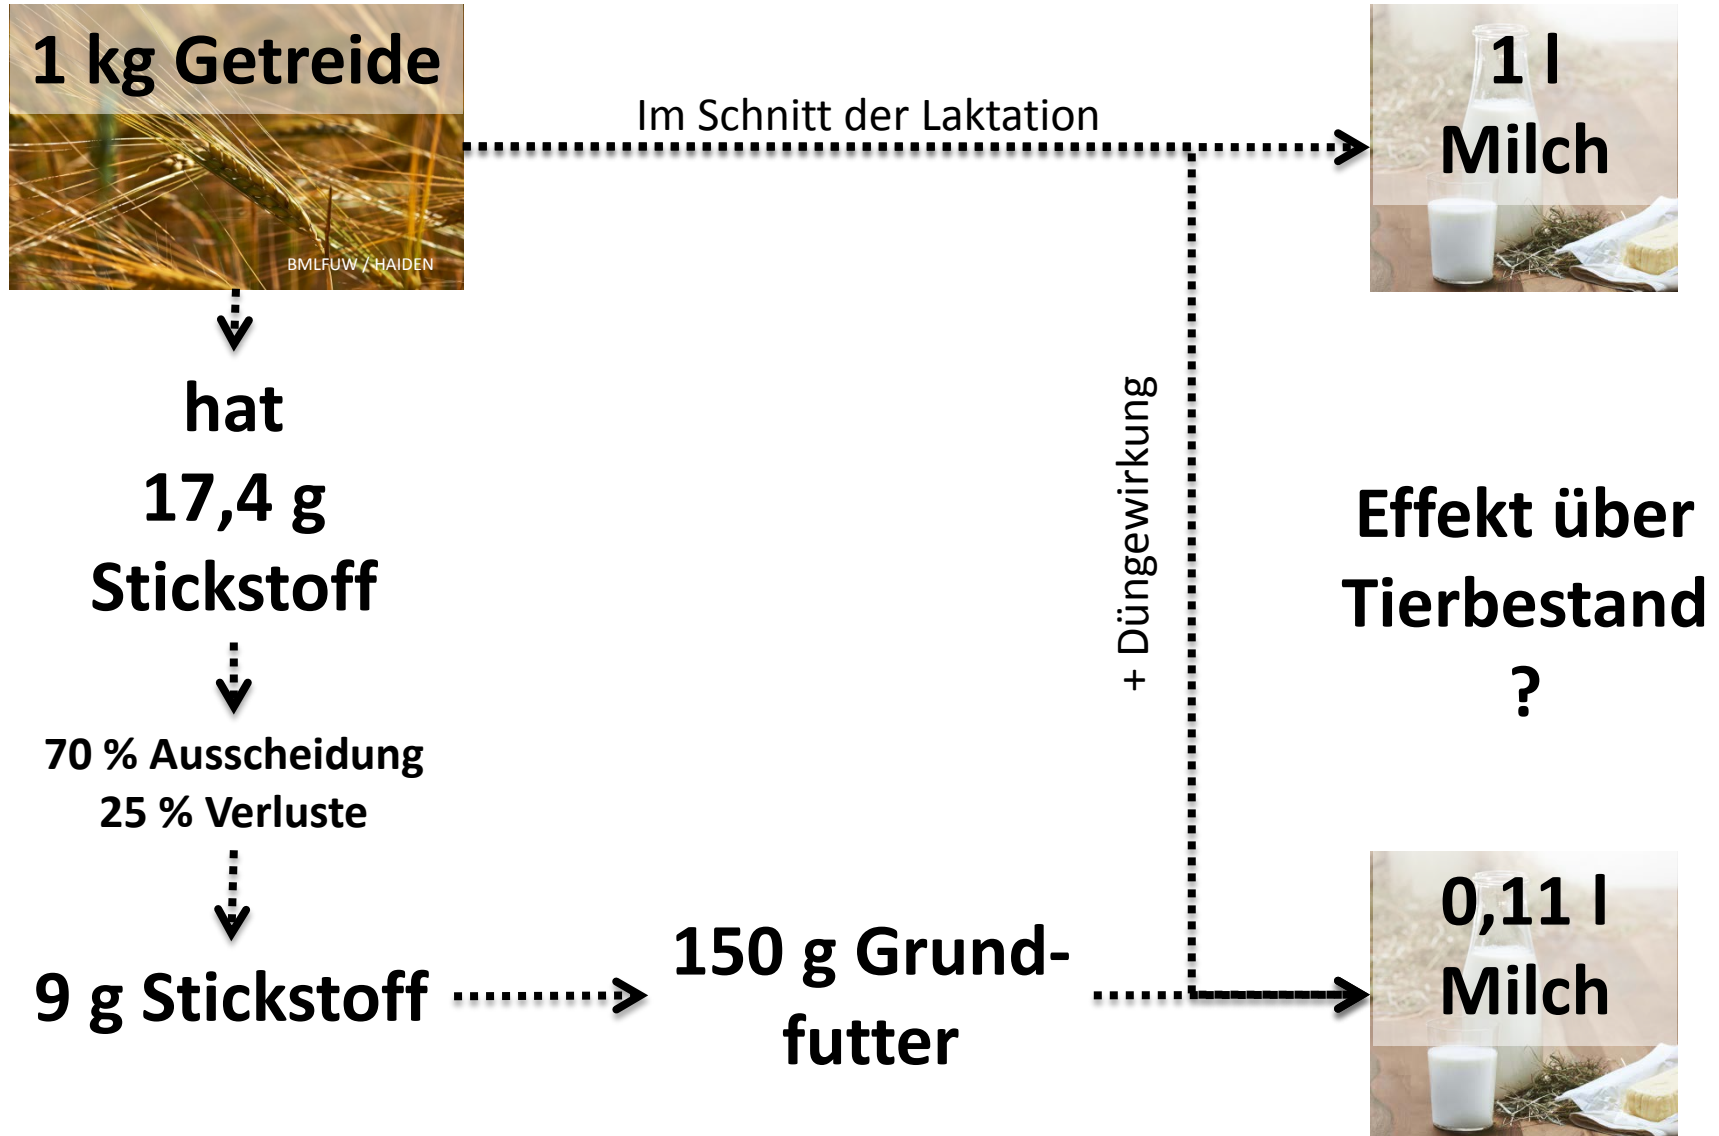 1 kg Getreide
BMLFUW / HAIDEN
Im Schnitt der Laktation
1 l
Milch
hat
17,4 g
Stickstoff
+ Düngewirkung
Effekt über
Tierbestand
?
70 % Ausscheidung
25 % Verluste
9 g Stickstoff
150 g Grund-
futter
0,11 l
Milch